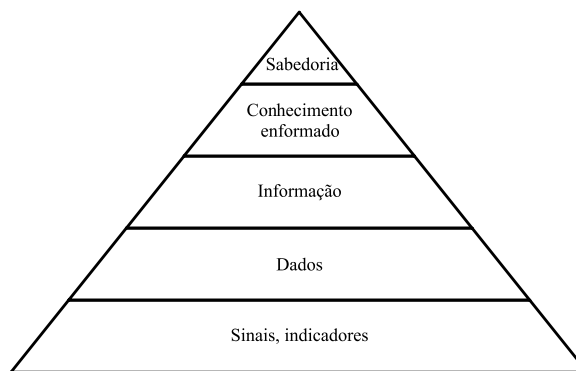 Sabedoria
Conhecimento
enformado
Informação
Dados
Sinais, indicadores